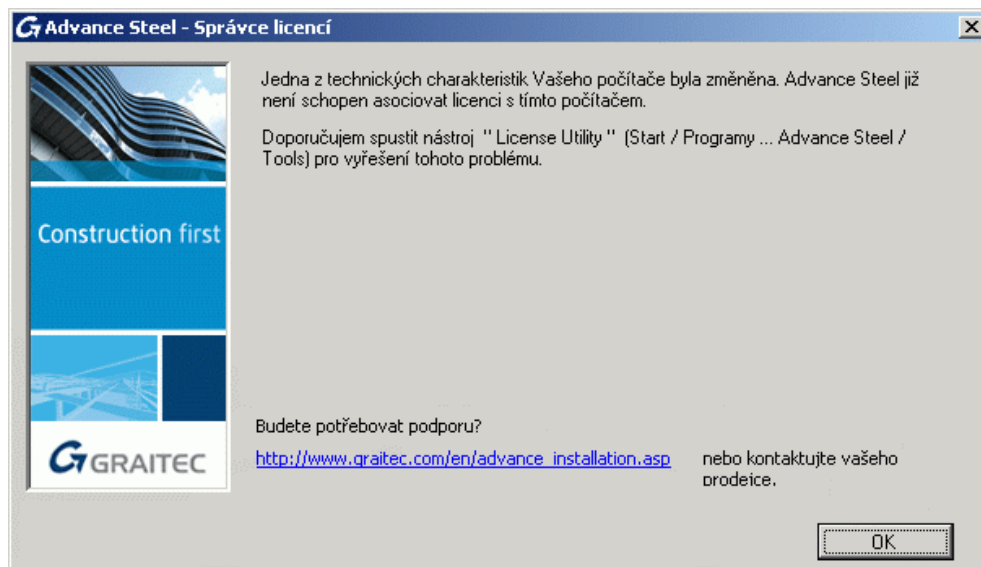 Advance Steel - Správce licencí
Jedna z technických charakteristik Vašeho počítače byla změněna. Advance Steel již
není schopen asociovat licenci s tímto počítačem.
Doporučujem spustit nástroj " License Utility " (Start / Programy ... Advance Steel /
Tools) pro vyřešení tohoto problému.
Construction first
GRAITEC
Budete potřebovat podporu?
http://www.graitec.com/en/advance_installation.asp nebo kontaktujte vašeho
prodejce.
OK